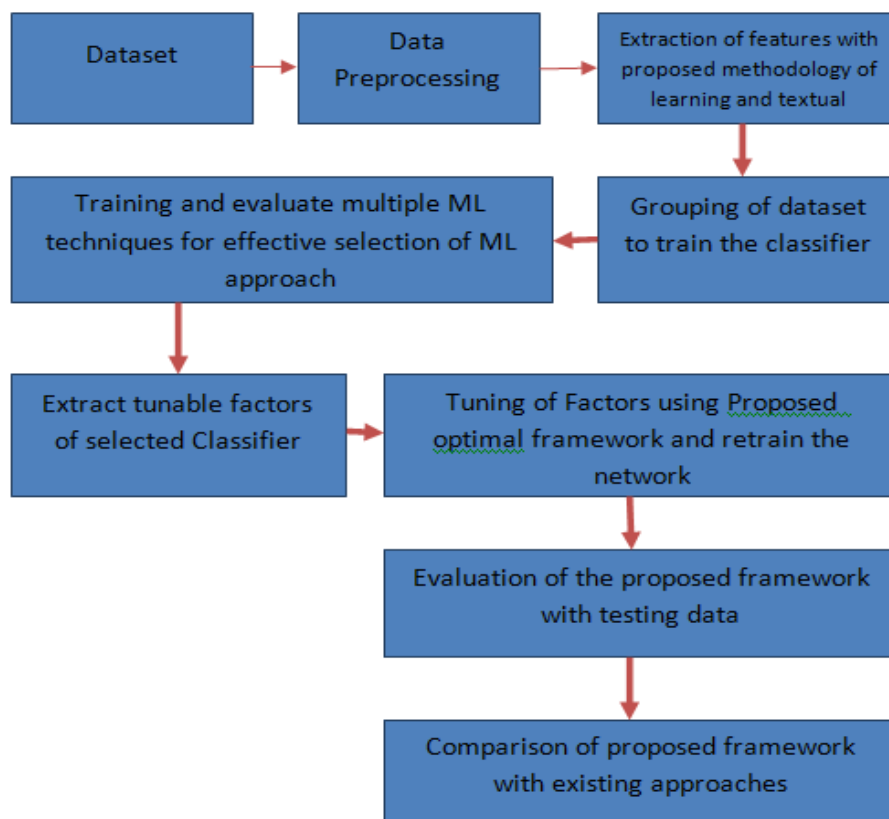 Dataset
Data
Preprocessing
Extraction of features with
proposed methodology of
learning and textual
Grouping of dataset
to train the classifier
Training and evaluate multiple ML
techniques for effective selection of ML
approach
Extract tunable factors
of selected Classifier
Tuning of Factors using Proposed
optimal framework and retrain the
network
Evaluation of the proposed framework
with testing data
Comparison of proposed framework
with existing approaches